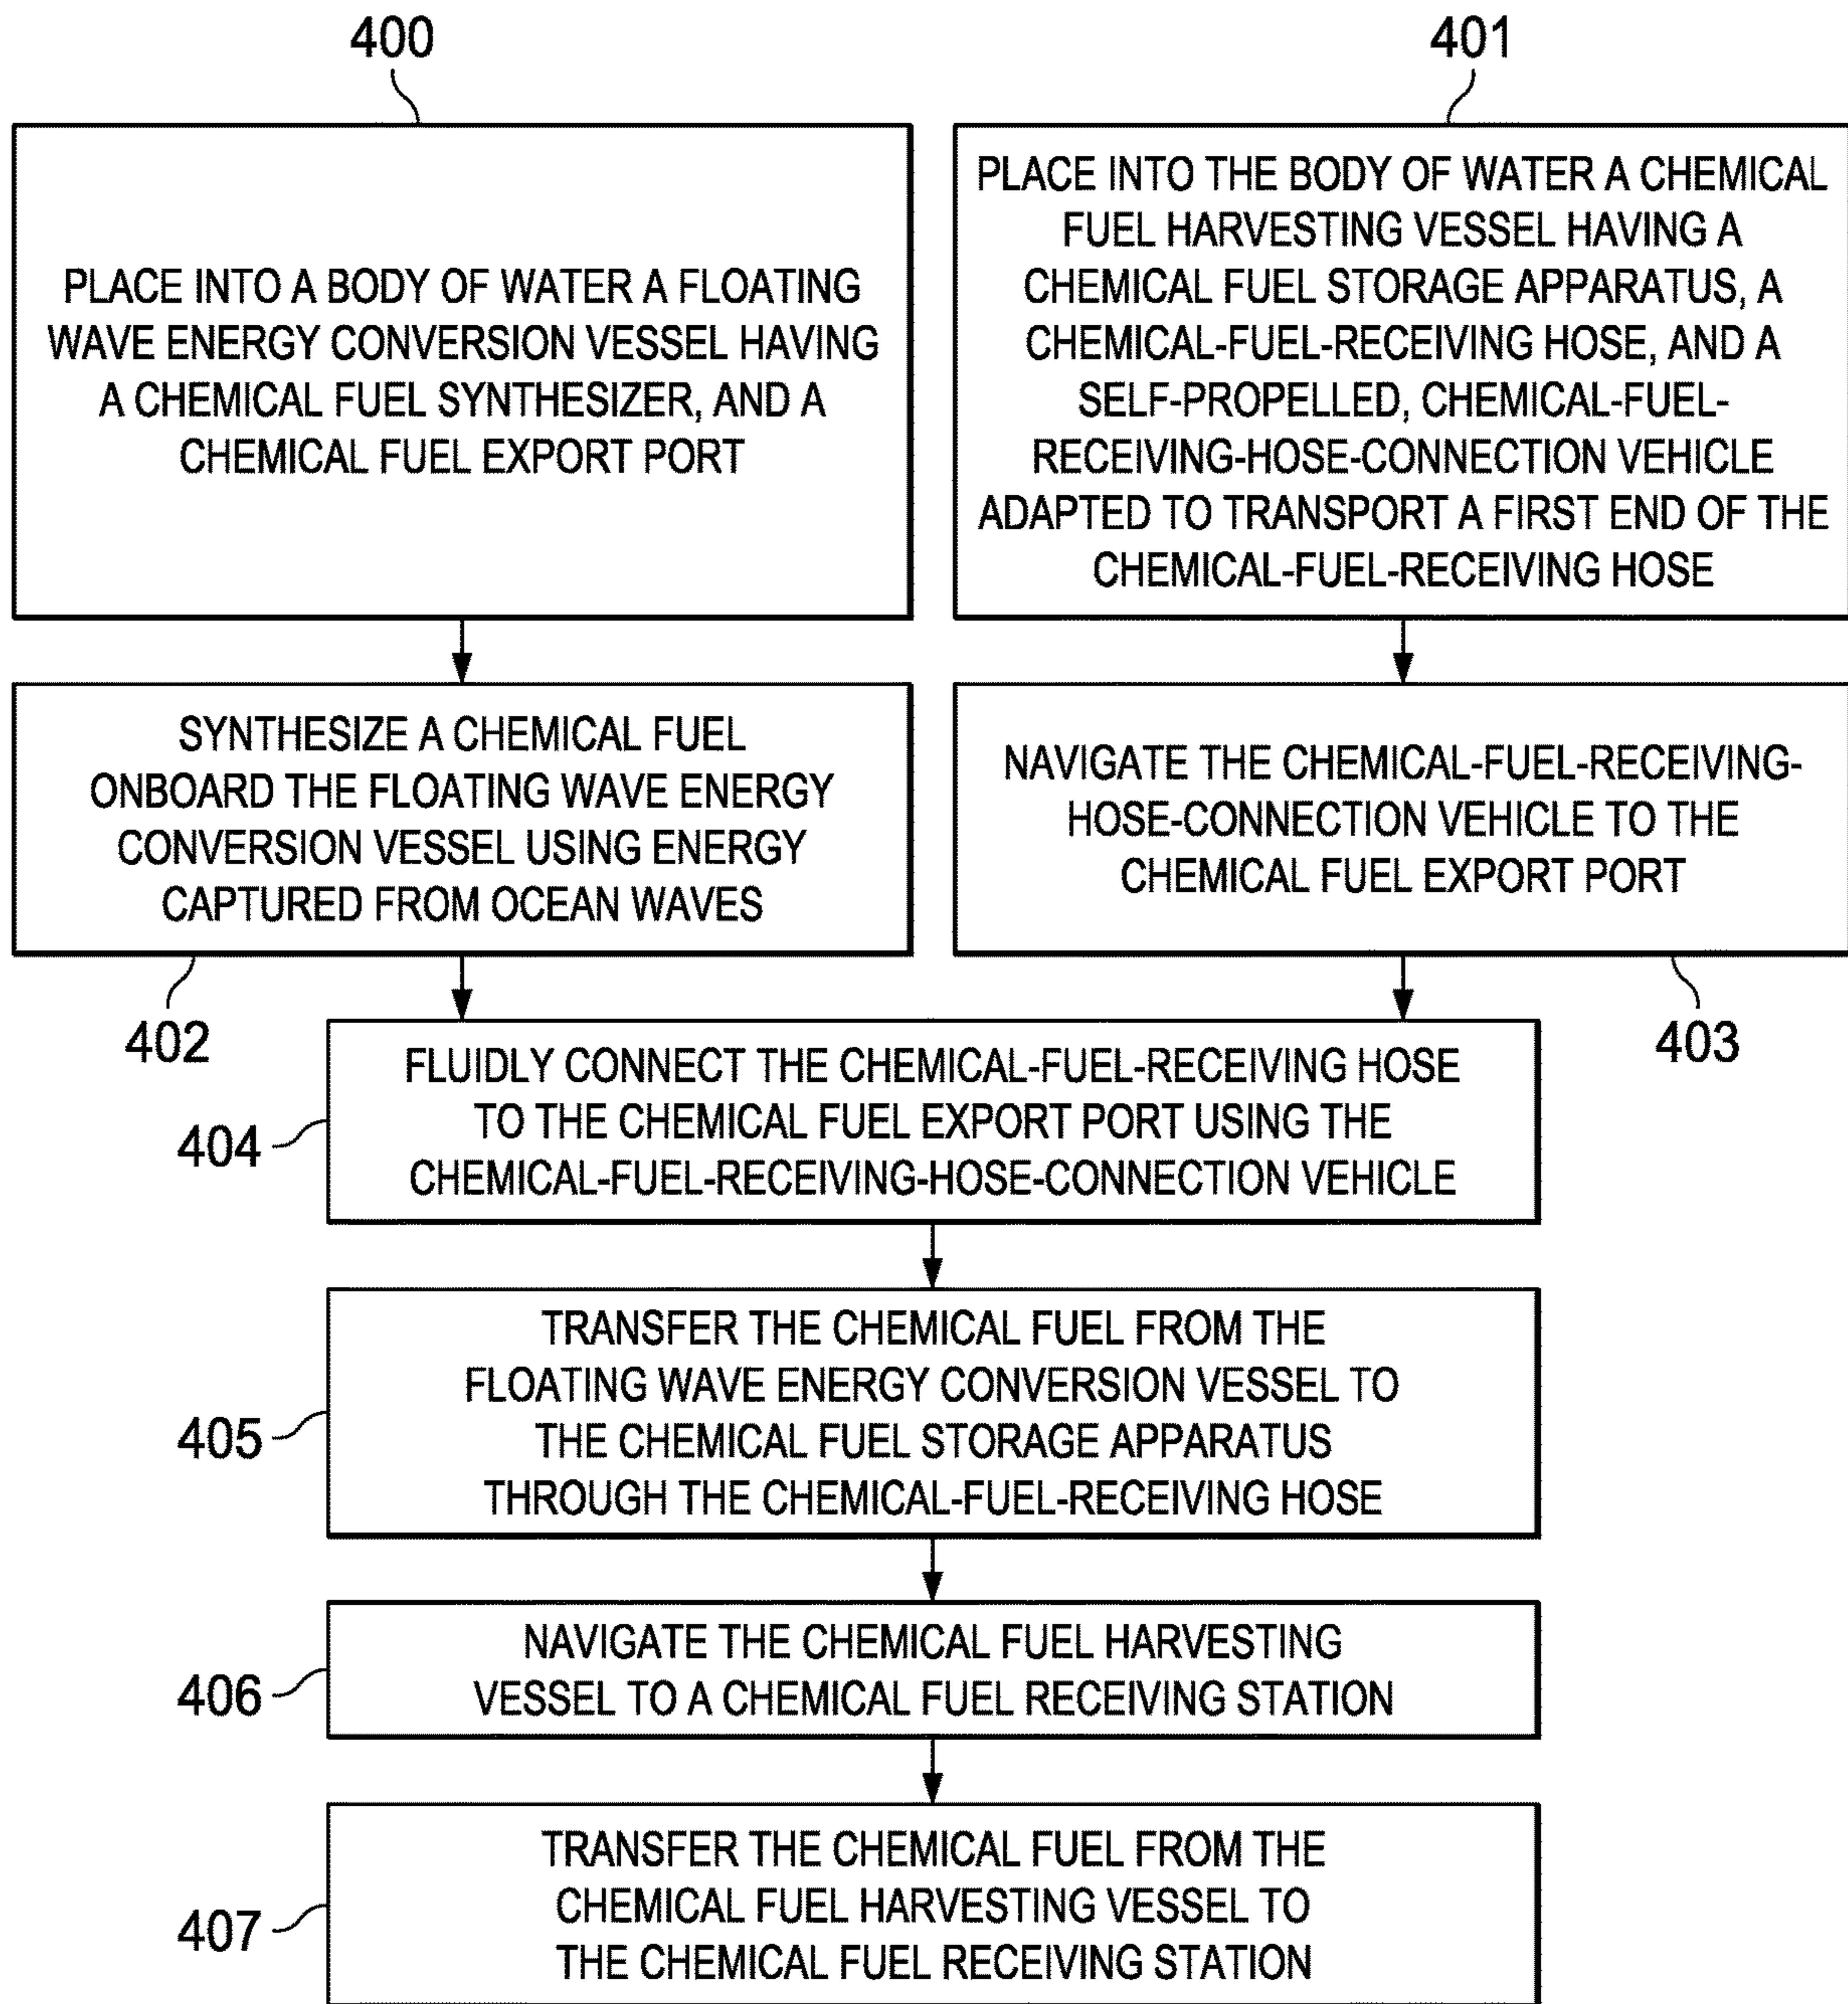 400
PLACE INTO A BODY OF WATER A FLOATING
WAVE ENERGY CONVERSION VESSEL HAVING
A CHEMICAL FUEL SYNTHESIZER, AND A
CHEMICAL FUEL EXPORT PORT
401
PLACE INTO THE BODY OF WATER A CHEMICAL
FUEL HARVESTING VESSEL HAVING A
CHEMICAL FUEL STORAGE APPARATUS, A
CHEMICAL-FUEL-RECEIVING HOSE, AND A
SELF-PROPELLED, CHEMICAL-FUEL-
RECEIVING-HOSE-CONNECTION VEHICLE
ADAPTED TO TRANSPORT A FIRST END OF THE
CHEMICAL-FUEL-RECEIVING HOSE
SYNTHESIZE A CHEMICAL FUEL
ONBOARD THE FLOATING WAVE ENERGY
CONVERSION VESSEL USING ENERGY
CAPTURED FROM OCEAN WAVES
402
NAVIGATE THE CHEMICAL-FUEL-RECEIVING-
HOSE-CONNECTION VEHICLE TO THE
CHEMICAL FUEL EXPORT PORT
403
404
FLUIDLY CONNECT THE CHEMICAL-FUEL-RECEIVING HOSE
TO THE CHEMICAL FUEL EXPORT PORT USING THE
CHEMICAL-FUEL-RECEIVING-HOSE-CONNECTION VEHICLE
405
TRANSFER THE CHEMICAL FUEL FROM THE
FLOATING WAVE ENERGY CONVERSION VESSEL TO
THE CHEMICAL FUEL STORAGE APPARATUS
THROUGH THE CHEMICAL-FUEL-RECEIVING HOSE
406
NAVIGATE THE CHEMICAL FUEL HARVESTING
VESSEL TO A CHEMICAL FUEL RECEIVING STATION
407
TRANSFER THE CHEMICAL FUEL FROM THE
CHEMICAL FUEL HARVESTING VESSEL TO
THE CHEMICAL FUEL RECEIVING STATION